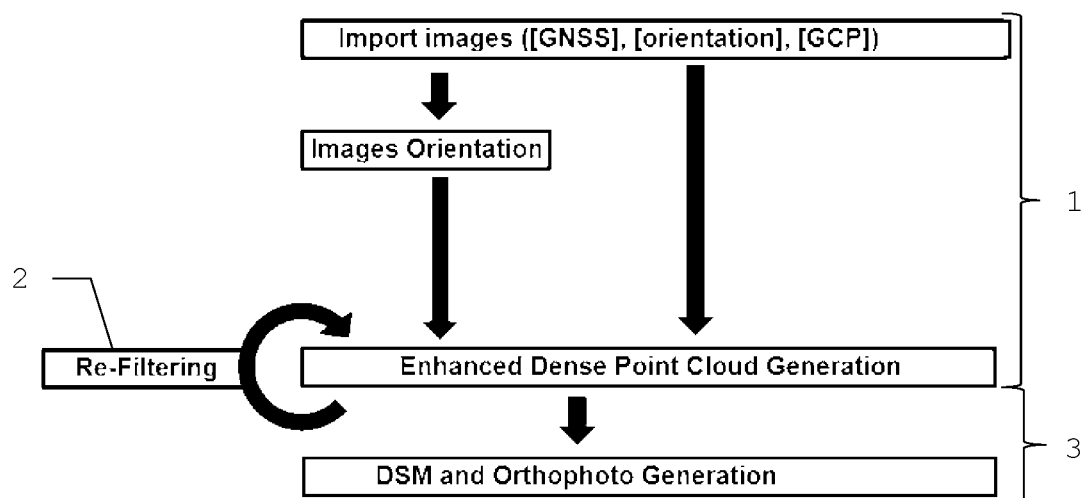 Import images ([GNSS], [orientation], [GCP])
Images Orientation
1
2
Re-Filtering
Enhanced Dense Point Cloud Generation
3
DSM and Orthophoto Generation